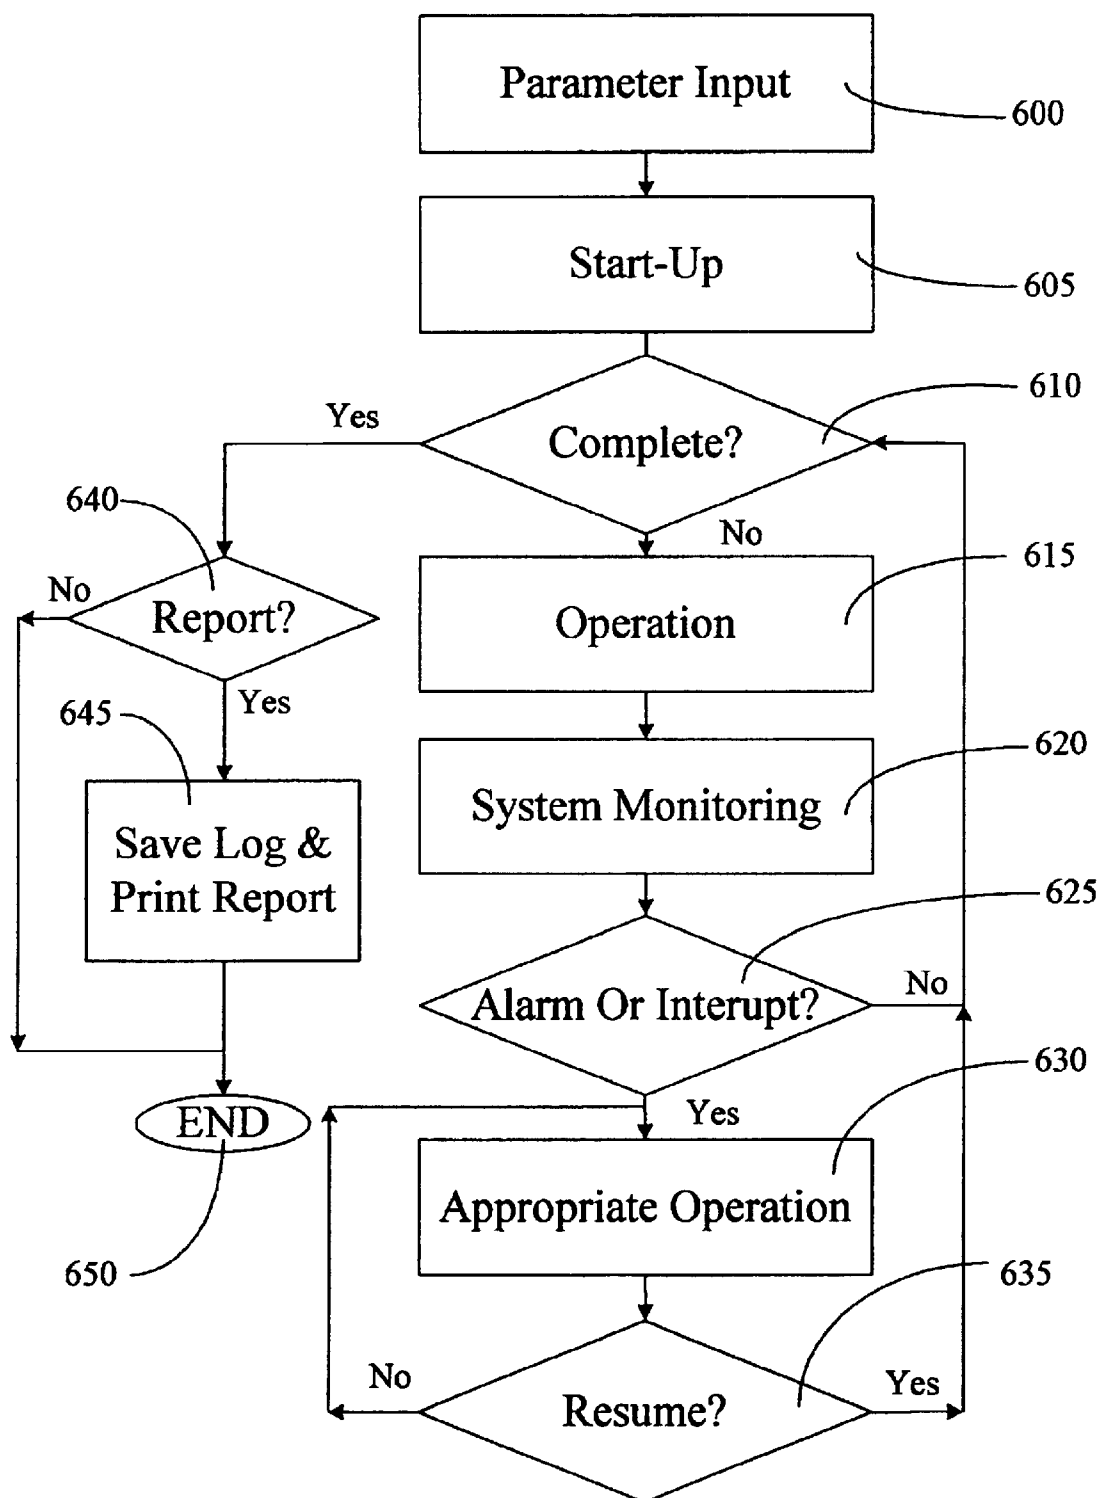 Parameter Input
600
Start-Up
605
610
Yes
Complete?
640
No
615
No
Report?
Operation
Yes
645
620
System Monitoring
Save Log &
Print Report
625
No
Alarm Or Interupt?
630
Yes
END
Appropriate Operation
650
635
No
Yes
Resume?